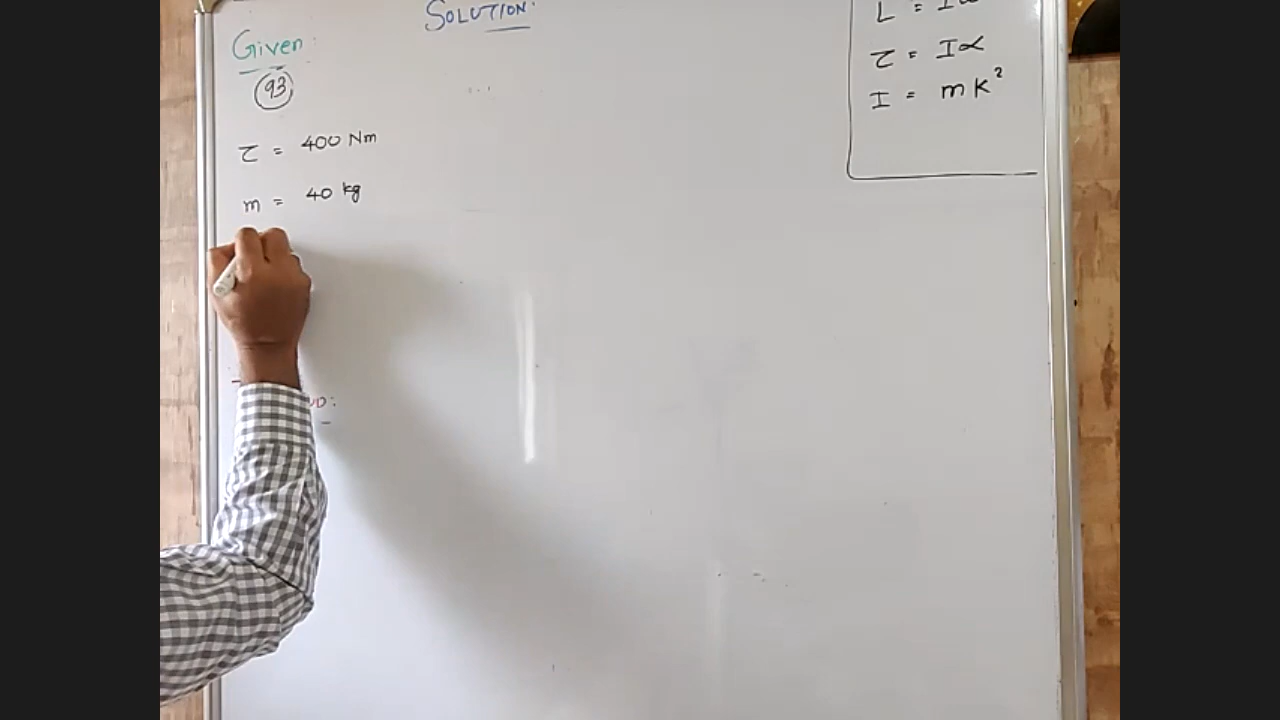 SOLUTION:
Given:
93
τ = 400 Nm
m = 40 kg
L = Iω
τ = Iα
I = mK²